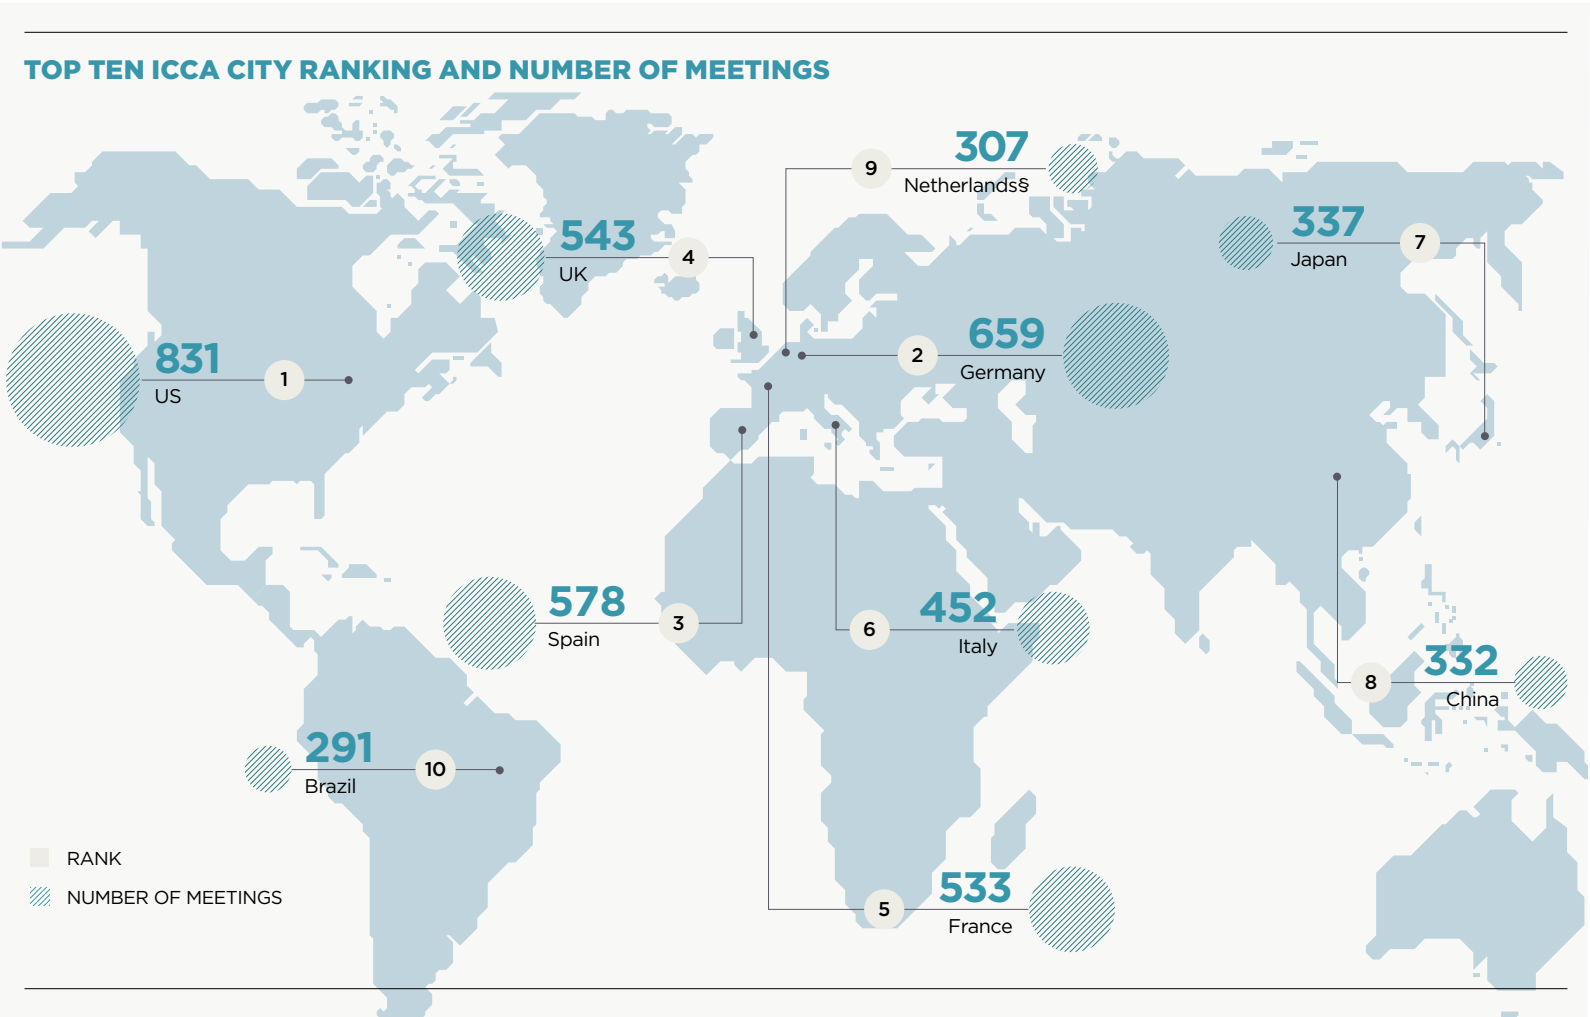 TOP TEN ICCA CITY RANKING AND NUMBER OF MEETINGS
307
9
Netherlands§
543
4
UK
337
7
Japan
659
2
Germany
831
1
US
578
3
Spain
452
6
Italy
332
8
China
291
10
Brazil
533
5
France
RANK
NUMBER OF MEETINGS